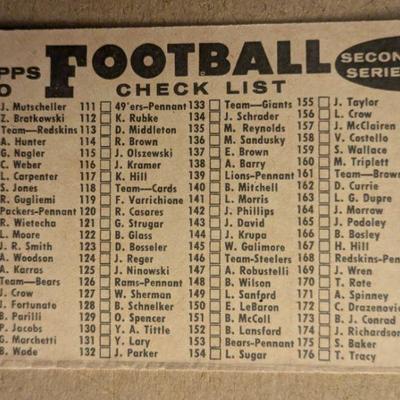 PPS FOOTBALL SECOND
O CHECK LIST SERIES
J. Mutscheller 111
Z. Bratkowski 112
Team—Redskins 113
A. Hunter 114
G. Nagler 115
C. Weber 116
L. Carpenter 117
S. Jones 118
R. Gugliemi 119
Packers-Pennant 120
R. Wietecha 121
L. Moore 122
J. R. Smith 123
A. Woodson 124
A. Karras 125
Team—Bears 126
J. Crow 127
J. Fortunato 128
B. Parilli 129
P. Jacobs 130
G. Marchetti 131
B. Wade 132
49'ers-Pennant 133
K. Rubke 134
D. Middleton 135
R. Brown 136
J. Olszewski 137
J. Kramer 138
K. Hill 139
Team—Cards 140
F. Varrichione 141
R. Casares 142
G. Strugar 143
B. Glass 144
D. Bosseler 145
J. Reger 146
J. Ninowski 147
Rams-Pennant 148
W. Sherman 149
B. Schnelker 150
O. Spencer 151
Y. A. Tittle 152
Y. Lary 153
J. Parker 154
Team—Giants 155
J. Schrader 156
M. Reynolds 157
M. Sandusky 158
E. Brown 159
A. Barry 160
Lions-Pennant 161
B. Mitchell 162
L. Morris 163
J. Phillips 164
J. David 165
J. Krupa 166
W. Galimore 167
Team-Steelers 168
A. Robustelli 169
B. Wilson 170
L. Sanford 171
E. LeBaron 172
B. McColl 173
B. Lansford 174
Bears-Pennant 175
L. Sugar 176
J. Taylor
L. Crow
J. McClairen
V. Costello
S. Wallace
M. Triplett
Team—Brown
D. Currie
L. G. Dupre
J. Morrow
J. Podoley
B. Bosley
H. Hill
Redskins-Pen
J. Wren
T. Rote
A. Spinney
C. Drazenovic
B. J. Conrad
J. Richardson
S. Baker
T. Tracy